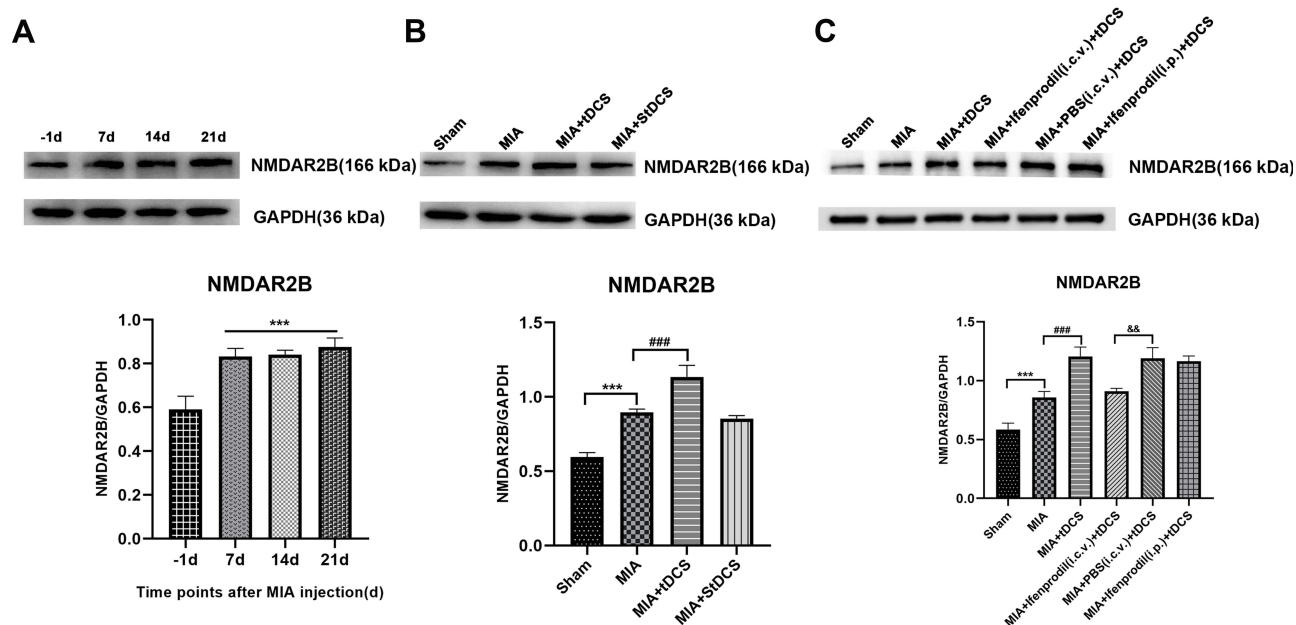 A
-1d 7d 14d 21d
NMDAR2B(166 kDa)
GAPDH(36 kDa)
NMDAR2B
NMDAR2B/GAPDH
1.0
0.8
0.6
0.4
0.2
0.0
***
-1d 7d 14d 21d
Time points after MIA injection(d)
B
Sham MIA MIA+tDCS MIA+StDCS
NMDAR2B(166 kDa)
GAPDH(36 kDa)
NMDAR2B
NMDAR2B/GAPDH
1.5
1.0
0.5
0.0
***
###
Sham MIA MIA+tDCS MIA+StDCS
C
Sham MIA MIA+tDCS MIA+Ifenprodil(i.c.v.)+tDCS MIA+PBS(i.c.v.)+tDCS MIA+Ifenprodil(i.p.)+tDCS
NMDAR2B(166 kDa)
GAPDH(36 kDa)
NMDAR2B
NMDAR2B/GAPDH
1.5
1.0
0.5
0.0
***
###
&&
Sham MIA MIA+tDCS MIA+Ifenprodil(i.c.v.)+tDCS MIA+PBS(i.c.v.)+tDCS MIA+Ifenprodil(i.p.)+tDCS